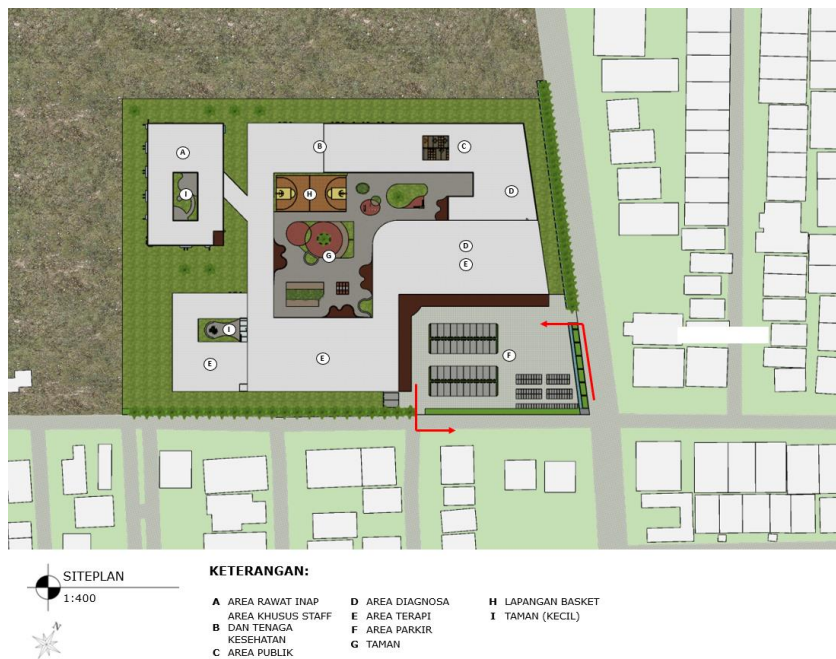 A
B
C
I
H
D
G
D
E
I
E
E
F
SITEPLAN
1:400
N
KETERANGAN:
A AREA RAWAT INAP
B AREA KHUSUS STAFF
DAN TENAGA
KESEHATAN
C AREA PUBLIK
D AREA DIAGNOSA
E AREA TERAPI
F AREA PARKIR
G TAMAN
H LAPANGAN BASKET
I TAMAN (KECIL)